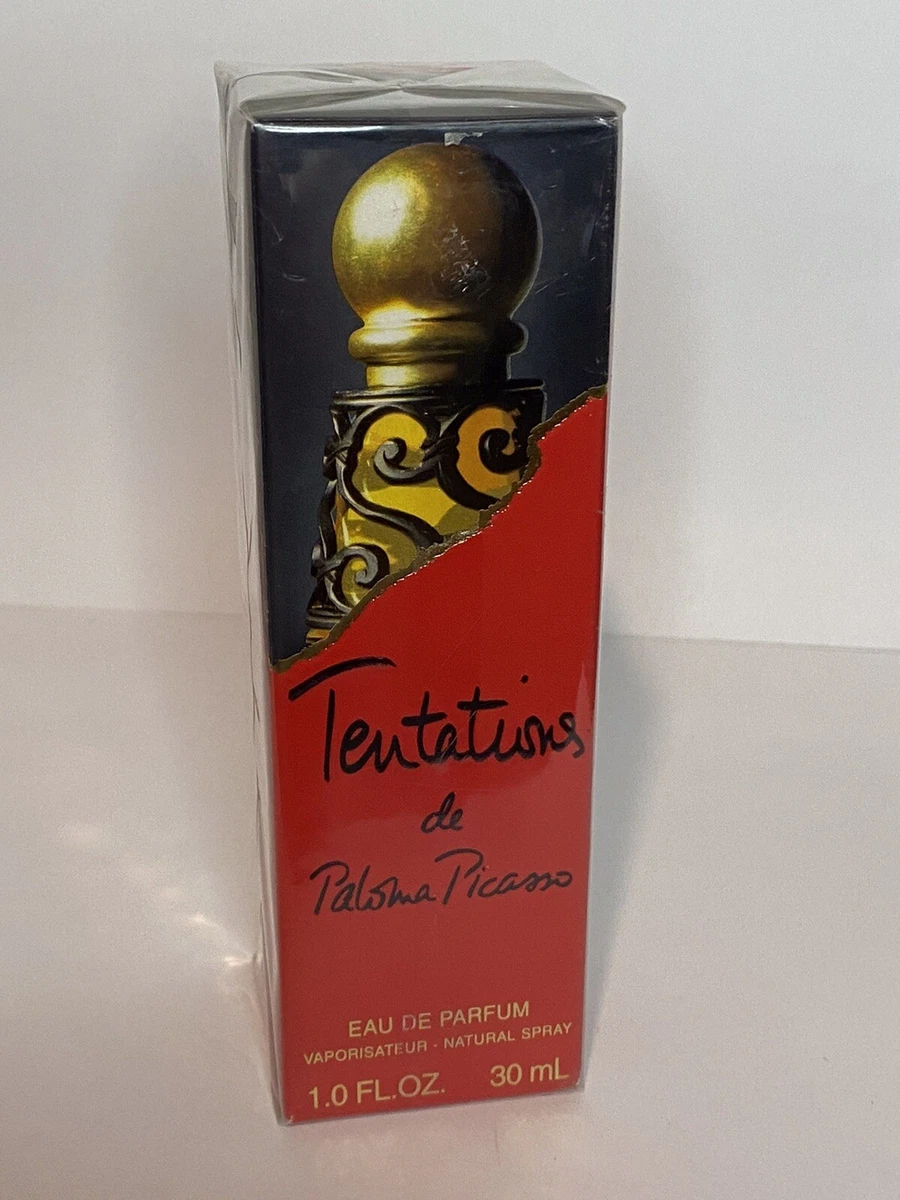 Tentations
de
Paloma Picasso
EAU DE PARFUM
VAPORISATEUR - NATURAL SPRAY
1.0 FL.OZ. 30 mL